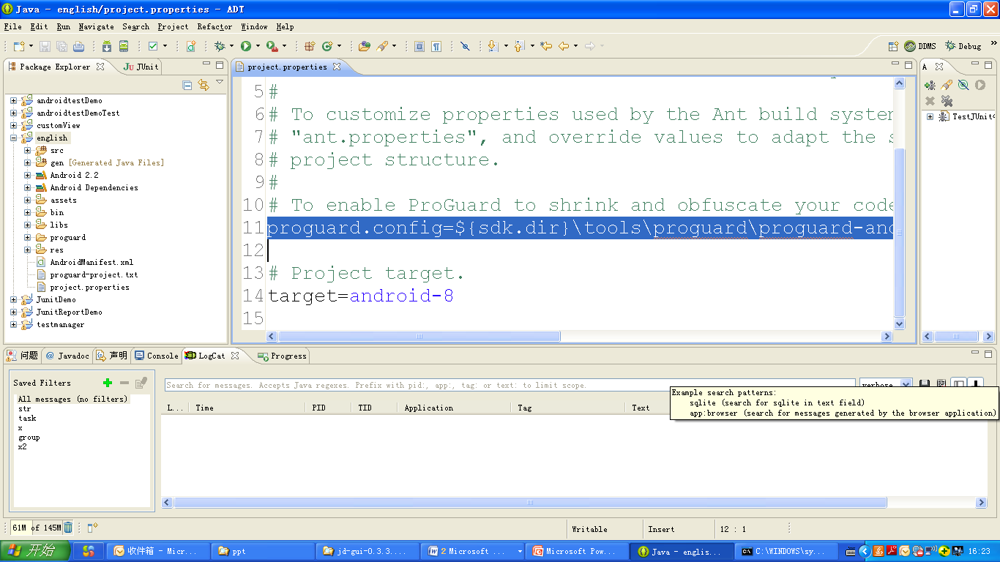 Java - english/project.properties - ADT
File Edit Run Navigate Search Project Refactor Window Help
DDMS Debug
Package Explorer
JUnit
androidtestDemo
androidtestDemoTest
customView
english
src
gen [Generated Java Files]
Android 2.2
Android Dependencies
assets
bin
libs
proguard
res
AndroidManifest.xml
proguard-project.txt
project.properties
JunitDemo
JunitReportDemo
testmanager
project.properties
5 #
6 # To customize properties used by the Ant build system
7 # "ant.properties", and override values to adapt the s
8 # project structure.
9 #
10 # To enable ProGuard to shrink and obfuscate your code
11 proguard.config=${sdk.dir}\tools\proguard\proguard-and
12
13 # Project target.
14 target=android-8
15
A
TestJUnit4
问题 @ Javadoc 声明 Console LogCat Progress
Saved Filters
All messages (no filters)
str
task
x
group
x2
Search for messages. Accepts Java regexes. Prefix with pid:, app:, tag: or text: to limit scope.
verbose
L... Time PID TID Application Tag Text
Example search patterns:
sqlite (search for sqlite in text field)
app:browser (search for messages generated by the browser application)
61M of 145M
Writable Insert 12 : 1
开始 收件箱 - Micr... ppt jd-gui-0.3.3.... 2 Microsoft ... Microsoft Pow... Java - englis... C:\WINDOWS\sy... 16:23